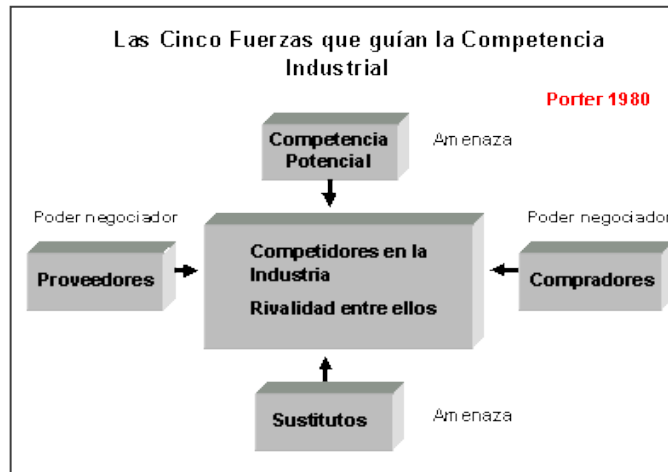 Las Cinco Fuerzas que guían la Competencia
Industrial
Porter 1980
Competencia
Potencial
Amenaza
Poder negociador
Proveedores
Competidores en la
Industria
Rivalidad entre ellos
Poder negociador
Compradores
Sustitutos
Amenaza